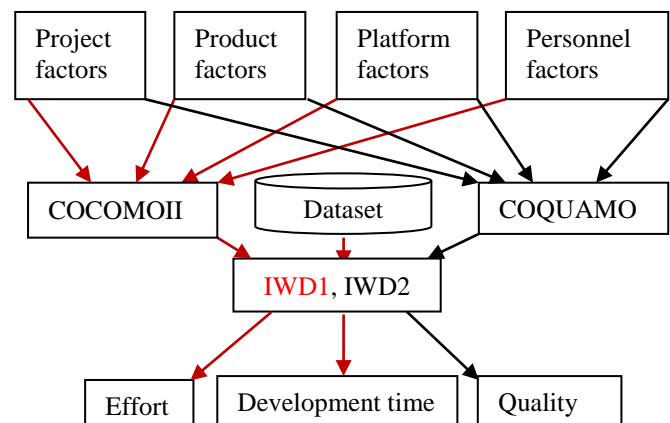 Project factors
Product factors
Platform factors
Personnel factors
COCOMOII
Dataset
COQUAMO
IWD1, IWD2
Effort
Development time
Quality